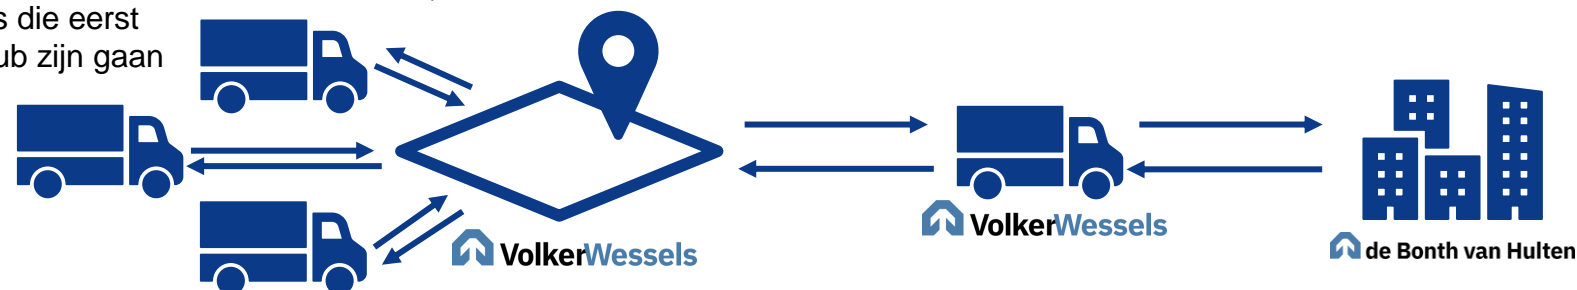 s die eerst
ub zijn gaan
VolkerWessels
VolkerWessels
de Bonth van Hulten